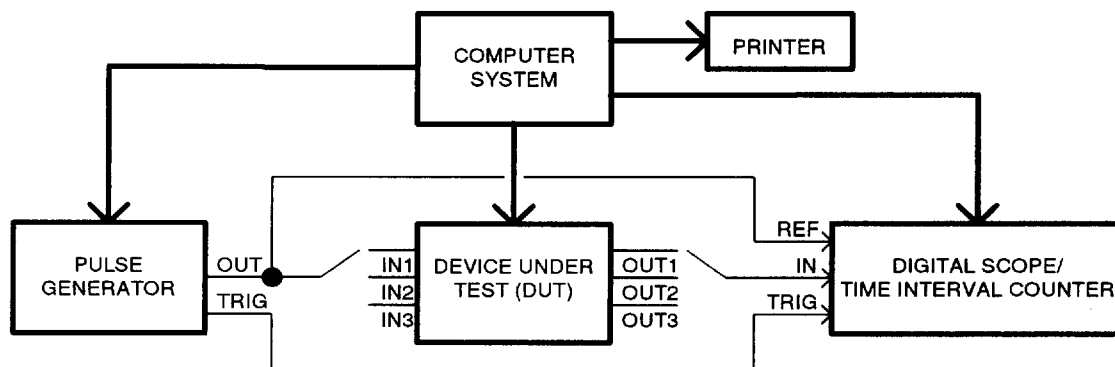 COMPUTER
SYSTEM
PRINTER
PULSE
GENERATOR
OUT
TRIG
IN1
IN2
IN3
DEVICE UNDER
TEST (DUT)
OUT1
OUT2
OUT3
REF
IN
TRIG
DIGITAL SCOPE/
TIME INTERVAL COUNTER